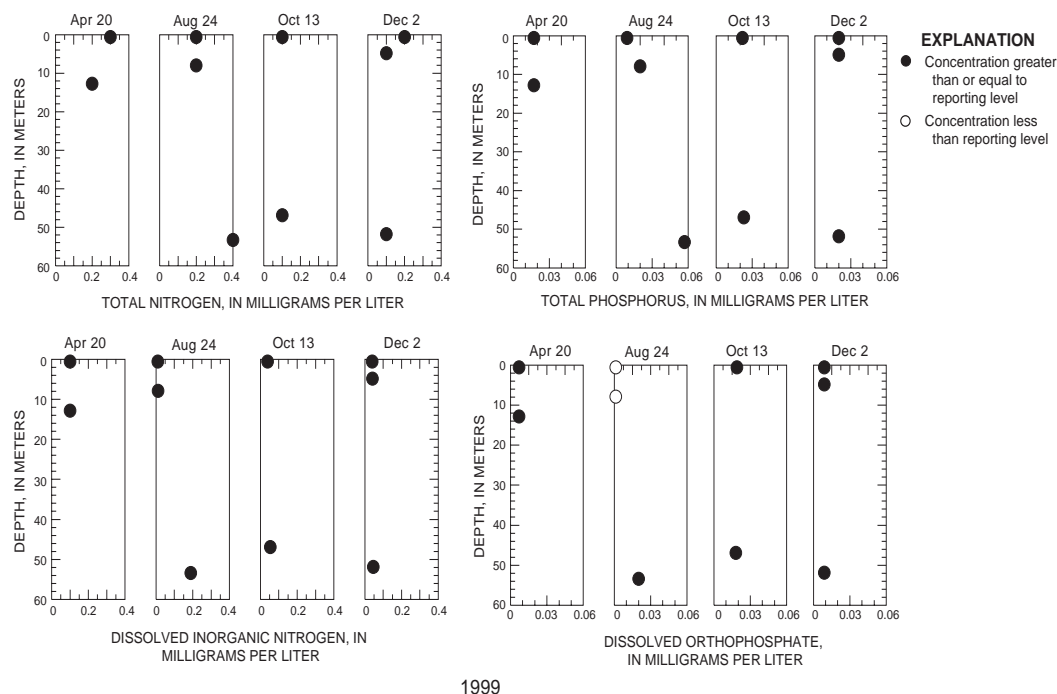 Apr 20 Aug 24 Oct 13 Dec 2
0 10 20 30 40 50 60
DEPTH, IN METERS
0 0.2 0.4 0 0.2 0.4 0 0.2 0.4 0 0.2 0.4
TOTAL NITROGEN, IN MILLIGRAMS PER LITER
Apr 20 Aug 24 Oct 13 Dec 2
0 10 20 30 40 50 60
DEPTH, IN METERS
0 0.03 0.06 0 0.03 0.06 0 0.03 0.06 0 0.03 0.06
TOTAL PHOSPHORUS, IN MILLIGRAMS PER LITER
EXPLANATION
Concentration greater
than or equal to
reporting level
Concentration less
than reporting level
Apr 20 Aug 24 Oct 13 Dec 2
0 10 20 30 40 50 60
DEPTH, IN METERS
0 0.2 0.4 0 0.2 0.4 0 0.2 0.4 0 0.2 0.4
DISSOLVED INORGANIC NITROGEN, IN
MILLIGRAMS PER LITER
Apr 20 Aug 24 Oct 13 Dec 2
0 10 20 30 40 50 60
DEPTH, IN METERS
0 0.03 0.06 0 0.03 0.06 0 0.03 0.06 0 0.03 0.06
DISSOLVED ORTHOPHOSPHATE,
IN MILLIGRAMS PER LITER
1999